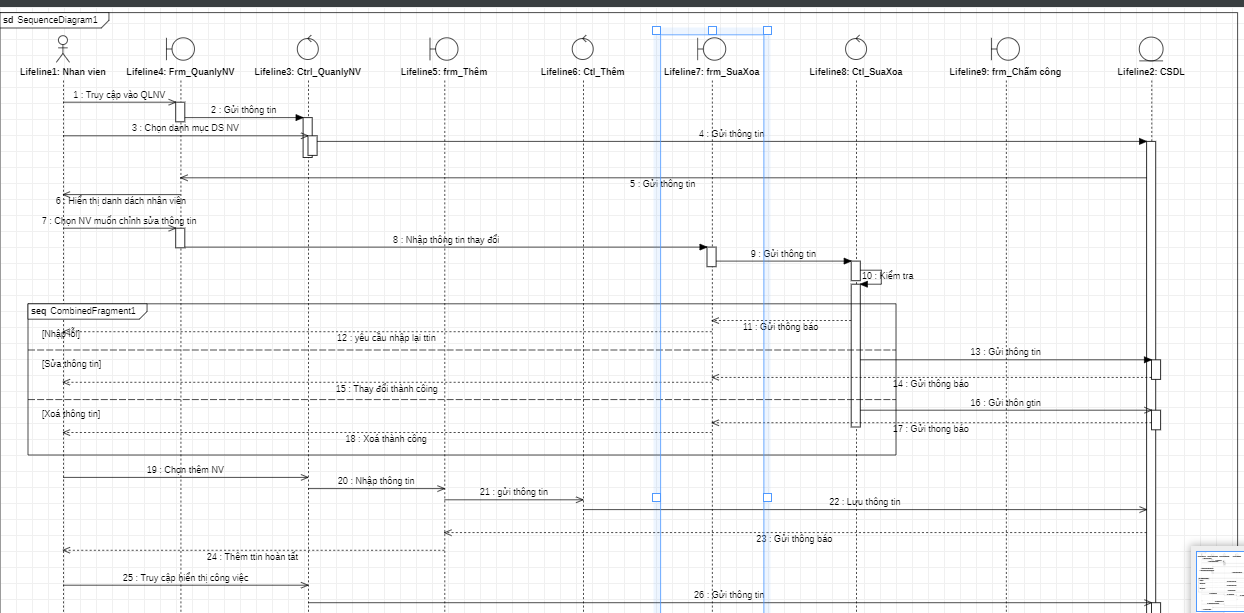 sd SequenceDiagram1
Lifeline1: Nhan vien
Lifeline4: Frm_QuanlyNV
Lifeline3: Ctrl_QuanlyNV
Lifeline5: frm_Thêm
Lifeline6: Ctl_Thêm
Lifeline7: frm_SuaXoa
Lifeline8: Ctl_SuaXoa
Lifeline9: frm_Chấm công
Lifeline2: CSDL
1 : Truy cập vào QLNV
2 : Gửi thông tin
3 : Chọn danh mục DS NV
4 : Gửi thông tin
5 : Gửi thông tin
6 : Hiển thị danh dách nhân viên
7 : Chọn NV muốn chỉnh sửa thông tin
8 : Nhập thông tin thay đổi
9 : Gửi thông tin
10 : Kiểm tra
seq CombinedFragment1
11 : Gửi thông báo
[Nhập lỗi]
12 : yêu cầu nhập lại ttin
13 : Gửi thông tin
[Sửa thông tin]
14 : Gửi thông báo
15 : Thay đổi thành công
16 : Gửi thôn gtin
[Xoá thông tin]
17 : Gửi thong báo
18 : Xoá thành công
19 : Chọn thêm NV
20 : Nhập thông tin
21 : gửi thông tin
22 : Lưu thông tin
23 : Gửi thông báo
24 : Thêm ttin hoàn tất
25 : Truy cập hiển thị công việc
26 : Gửi thông tin